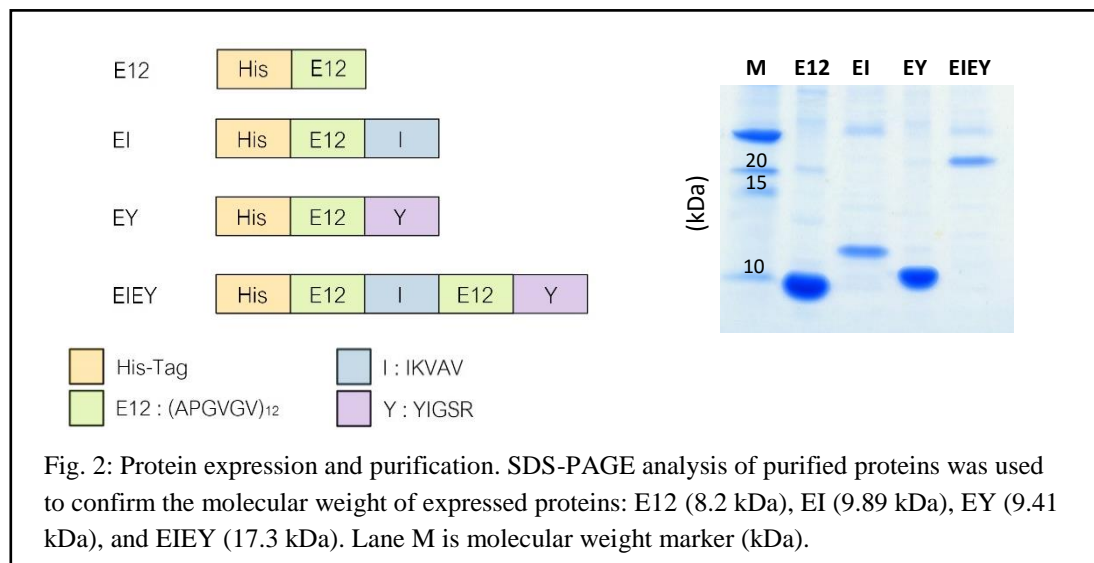 E12 His E12
EI His E12 I
EY His E12 Y
EIEY His E12 I E12 Y
His-Tag I : IKVAV
E12 : (APGVGV)₁₂ Y : YIGSR
M E12 EI EY EIEY
(kDa)
20
15
10
Fig. 2: Protein expression and purification. SDS-PAGE analysis of purified proteins was used
to confirm the molecular weight of expressed proteins: E12 (8.2 kDa), EI (9.89 kDa), EY (9.41
kDa), and EIEY (17.3 kDa). Lane M is molecular weight marker (kDa).